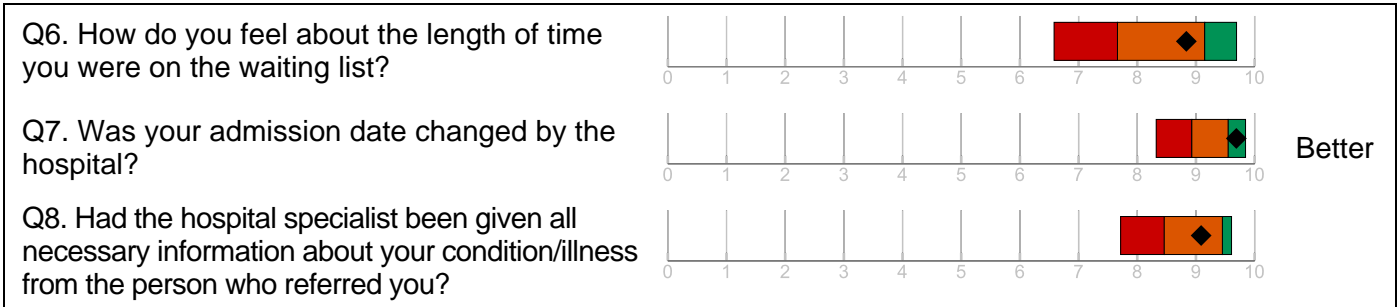 Q6. How do you feel about the length of time
you were on the waiting list?
0 1 2 3 4 5 6 7 8 9 10
Q7. Was your admission date changed by the
hospital?
0 1 2 3 4 5 6 7 8 9 10
Better
Q8. Had the hospital specialist been given all
necessary information about your condition/illness
from the person who referred you?
0 1 2 3 4 5 6 7 8 9 10